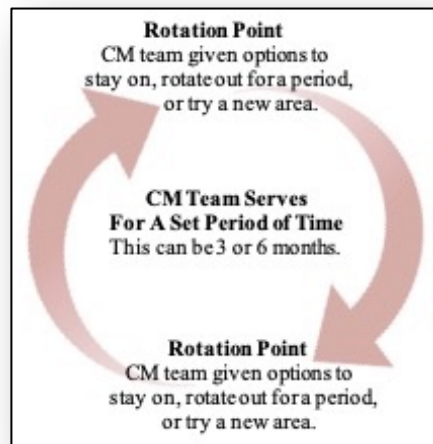 Rotation Point
CM team given options to
stay on, rotate out for a period,
or try a new area.
CM Team Serves
For A Set Period of Time
This can be 3 or 6 months.
Rotation Point
CM team given options to
stay on, rotate out for a period,
or try a new area.